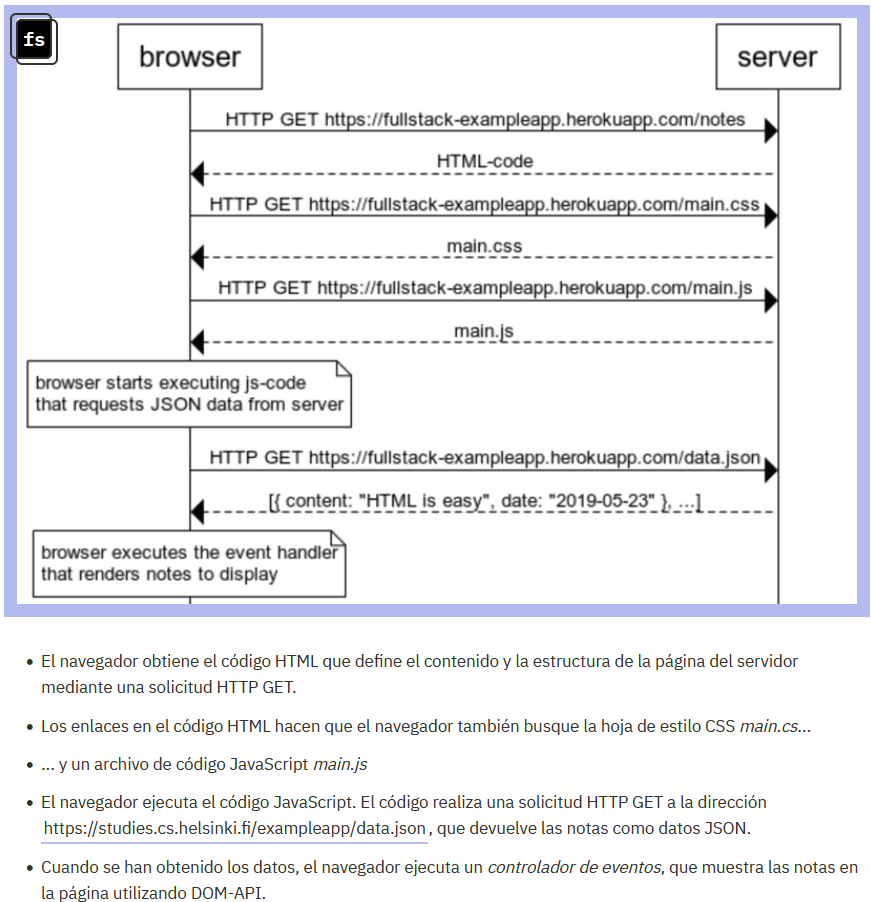 fs
browser
server
HTTP GET https://fullstack-exampleapp.herokuapp.com/notes
HTML-code
HTTP GET https://fullstack-exampleapp.herokuapp.com/main.css
main.css
HTTP GET https://fullstack-exampleapp.herokuapp.com/main.js
main.js
browser starts executing js-code
that requests JSON data from server
HTTP GET https://fullstack-exampleapp.herokuapp.com/data.json
[{ content: "HTML is easy", date: "2019-05-23" }, ...]
browser executes the event handler
that renders notes to display
• El navegador obtiene el código HTML que define el contenido y la estructura de la página del servidor
mediante una solicitud HTTP GET.
• Los enlaces en el código HTML hacen que el navegador también busque la hoja de estilo CSS main.cs...
• ... y un archivo de código JavaScript main.js
• El navegador ejecuta el código JavaScript. El código realiza una solicitud HTTP GET a la dirección
https://studies.cs.helsinki.fi/exampleapp/data.json, que devuelve las notas como datos JSON.
• Cuando se han obtenido los datos, el navegador ejecuta un controlador de eventos, que muestra las notas en
la página utilizando DOM-API.